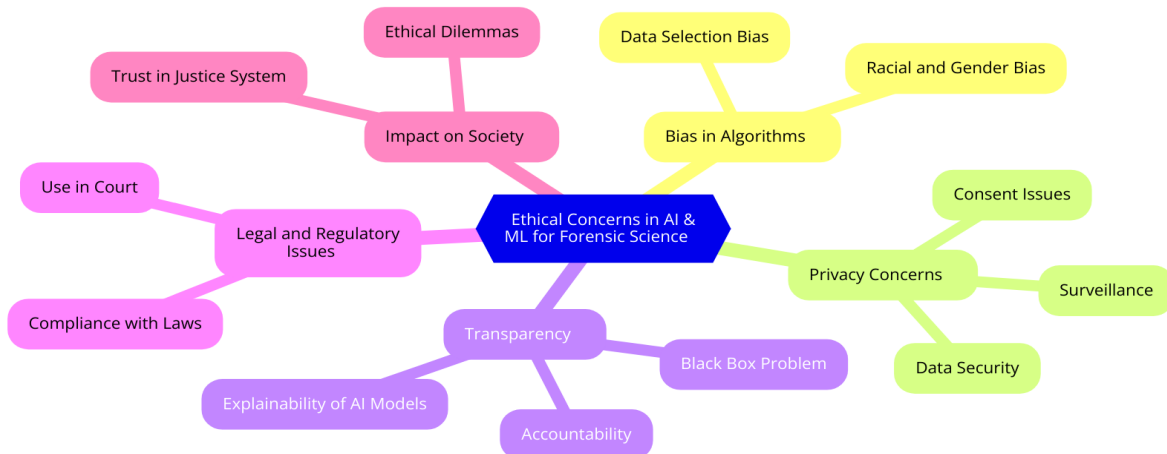 Ethical Dilemmas
Data Selection Bias
Trust in Justice System
Racial and Gender Bias
Impact on Society
Bias in Algorithms
Use in Court
Consent Issues
Ethical Concerns in AI &
ML for Forensic Science
Legal and Regulatory
Issues
Privacy Concerns
Surveillance
Compliance with Laws
Transparency
Black Box Problem
Data Security
Explainability of AI Models
Accountability